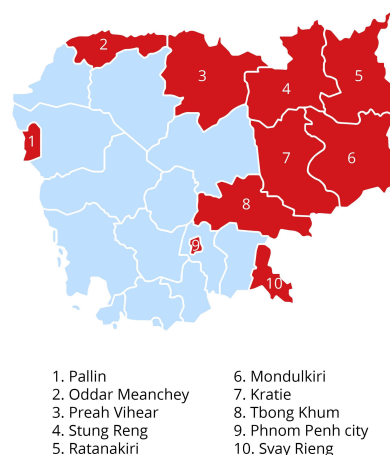 2
3
4
5
1
7
6
8
9
10
1. Pallin
2. Oddar Meanchey
3. Preah Vihear
4. Stung Reng
5. Ratanakiri
6. Mondulkiri
7. Kratie
8. Tbong Khum
9. Phnom Penh city
10. Svay Rieng